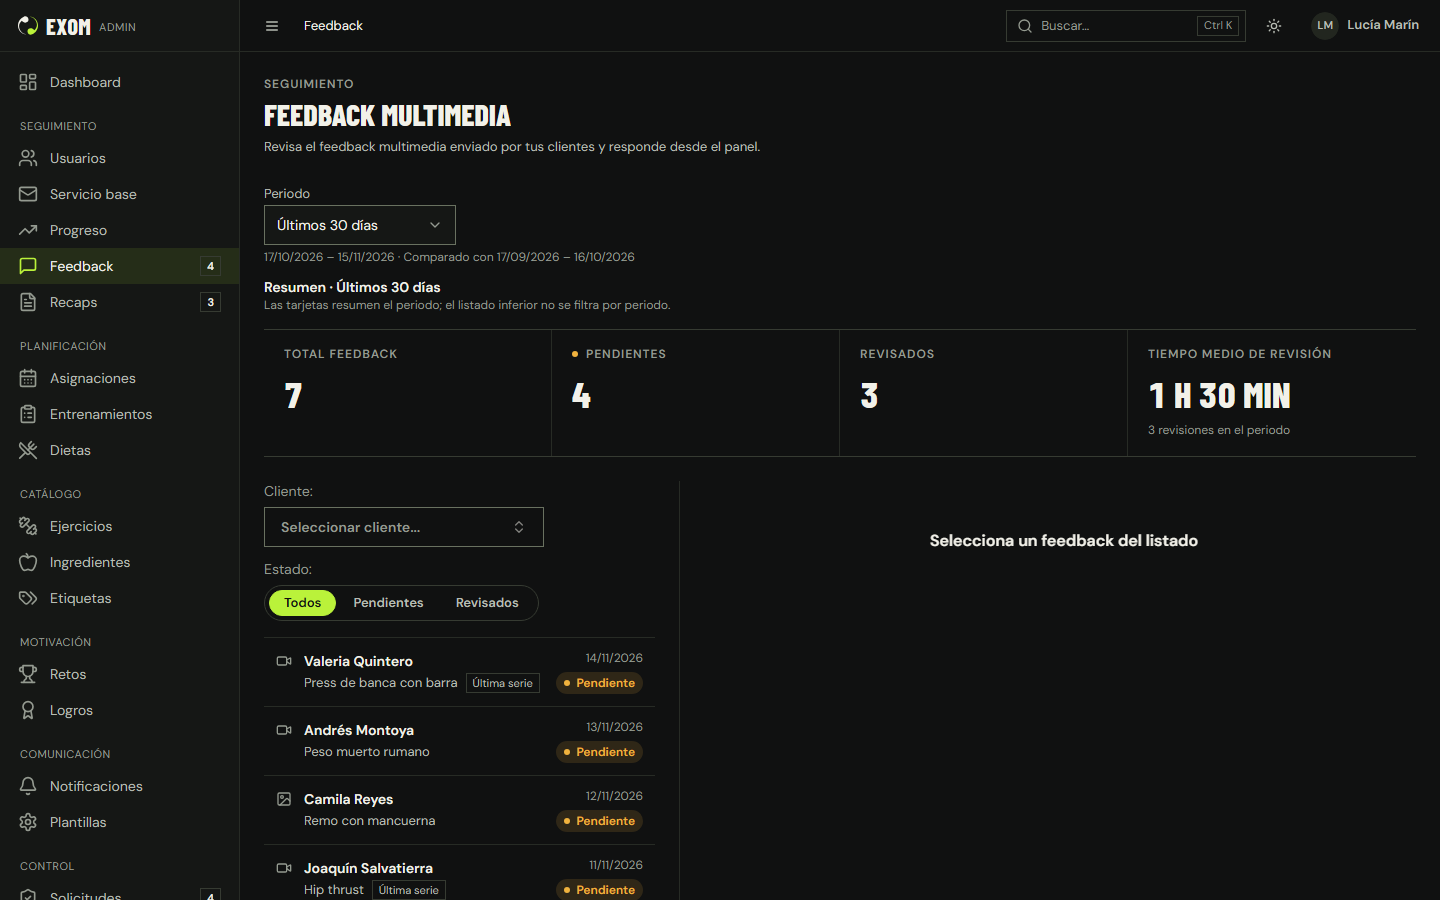 EXOM ADMIN
Feedback
Buscar...
Ctrl K
LM
Lucía Marín
Dashboard
SEGUIMIENTO
Usuarios
Servicio base
Progreso
Feedback 4
Recaps 3
PLANIFICACIÓN
Asignaciones
Entrenamientos
Dietas
CATÁLOGO
Ejercicios
Ingredientes
Etiquetas
MOTIVACIÓN
Retos
Logros
COMUNICACIÓN
Notificaciones
Plantillas
CONTROL
Solicitudes 4
SEGUIMIENTO
FEEDBACK MULTIMEDIA
Revisa el feedback multimedia enviado por tus clientes y responde desde el panel.
Periodo
Últimos 30 días
17/10/2026 – 15/11/2026 · Comparado con 17/09/2026 – 16/10/2026
Resumen · Últimos 30 días
Las tarjetas resumen el periodo; el listado inferior no se filtra por periodo.
TOTAL FEEDBACK
7
PENDIENTES
4
REVISADOS
3
TIEMPO MEDIO DE REVISIÓN
1 H 30 MIN
3 revisiones en el periodo
Cliente:
Seleccionar cliente...
Estado:
Todos Pendientes Revisados
Valeria Quintero 14/11/2026
Press de banca con barra Última serie Pendiente
Andrés Montoya 13/11/2026
Peso muerto rumano Pendiente
Camila Reyes 12/11/2026
Remo con mancuerna Pendiente
Joaquín Salvatierra 11/11/2026
Hip thrust Última serie Pendiente
Selecciona un feedback del listado